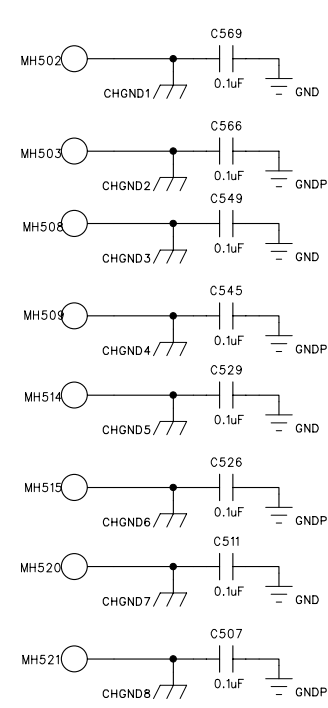 C569
MH502
CHGND1
0.1uF
GND
C566
MH503
CHGND2
0.1uF
GNDP
C549
MH508
CHGND3
0.1uF
GND
C545
MH509
CHGND4
0.1uF
GNDP
C529
MH514
CHGND5
0.1uF
GND
C526
MH515
CHGND6
0.1uF
GNDP
C511
MH520
CHGND7
0.1uF
GND
C507
MH521
CHGND8
0.1uF
GNDP